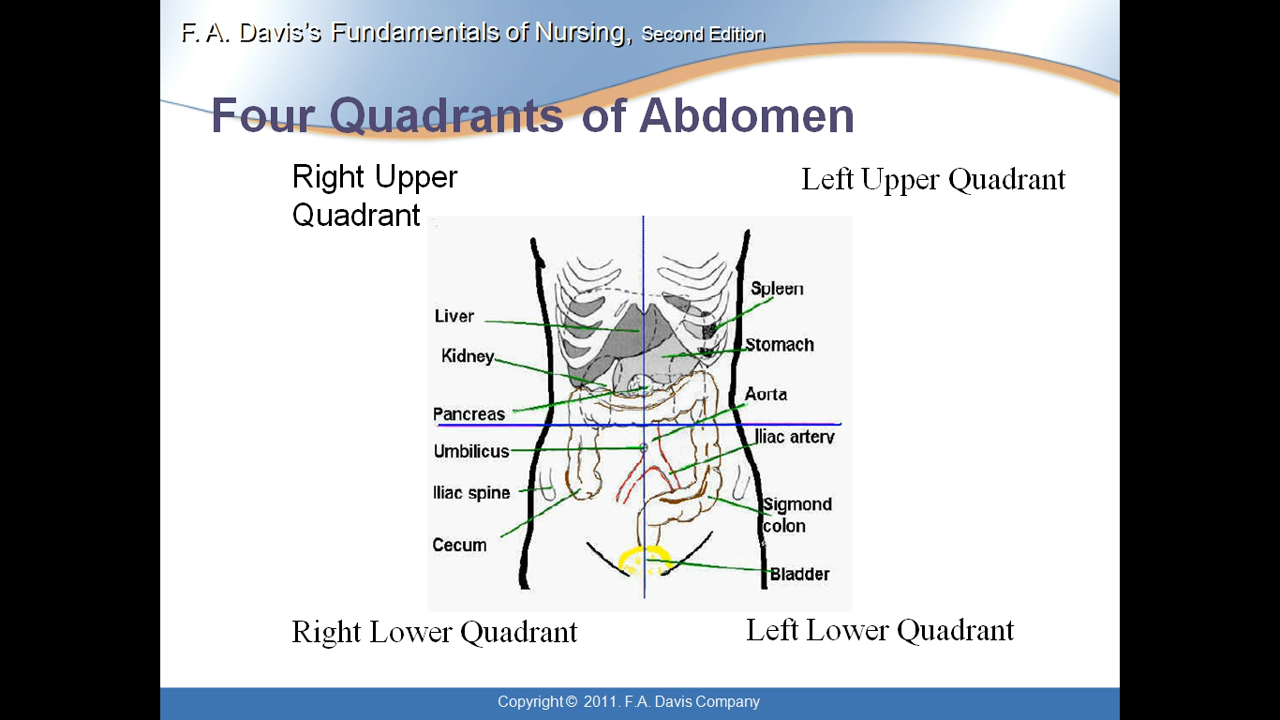 F. A. Davis's Fundamentals of Nursing, Second Edition
Four Quadrants of Abdomen
Right Upper
Quadrant
Left Upper Quadrant
Spleen
Liver
Stomach
Kidney
Aorta
Pancreas
Iliac artery
Umbilicus
Iliac spine
Sigmond
colon
Cecum
Bladder
Right Lower Quadrant
Left Lower Quadrant
Copyright © 2011. F.A. Davis Company